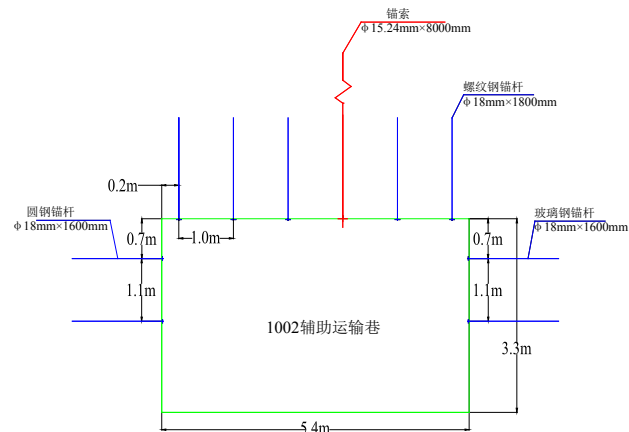 锚索
φ15.24mm×8000mm
螺纹钢锚杆
φ18mm×1800mm
0.2m
圆钢锚杆
φ18mm×1600mm
玻璃钢锚杆
φ18mm×1600mm
0.7m
1.0m
0.7m
1.1m
1.1m
1002辅助运输巷
3.3m
5.4m